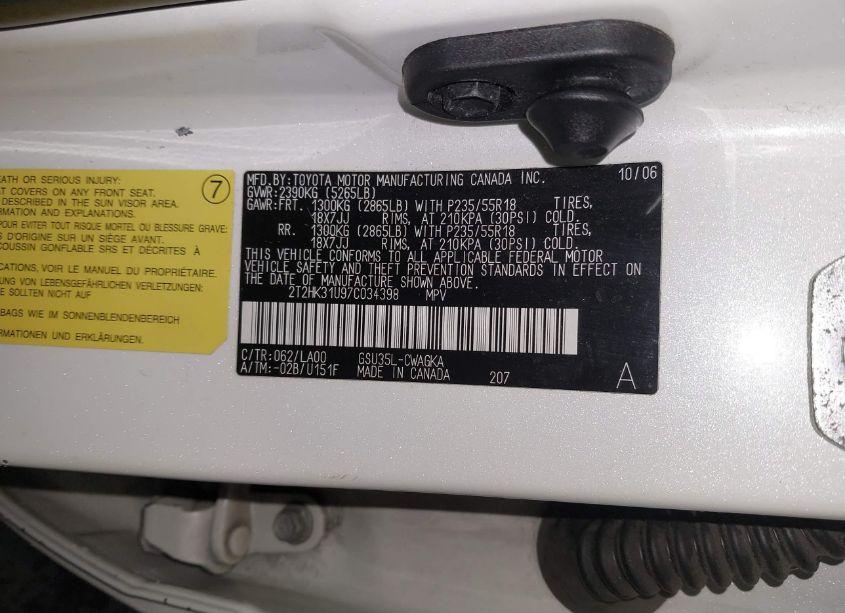 EATH OR SERIOUS INJURY:
T COVERS ON ANY FRONT SEAT.
DESCRIBED IN THE SUN VISOR AREA.
FORMATION AND EXPLANATIONS.
POUR EVITER TOUT RISQUE MORTEL OU BLESSURE GRAVE:
S D'ORIGINE SUR UN SIÈGE AVANT.
COUSSIN GONFLABLE SRS ET DÉCRITES À
CATIONS, VOIR LE MANUEL DU PROPRIÉTAIRE.
UNG VON LEBENSGEFÄHRLICHEN VERLETZUNGEN:
E SOLLTEN NICHT AUF
BAGS WIE IM SONNENBLENDENBEREICH
RMATIONEN UND ERKLÄRUNGEN.
7
MFD.BY:TOYOTA MOTOR MANUFACTURING CANADA INC. 10/06
GVWR:2390KG (5265LB)
GAWR:FRT. 1300KG (2865LB) WITH P235/55R18 TIRES,
18X7JJ RIMS, AT 210KPA (30PSI) COLD.
RR. 1300KG (2865LB) WITH P235/55R18 TIRES,
18X7JJ RIMS, AT 210KPA (30PSI) COLD.
THIS VEHICLE CONFORMS TO ALL APPLICABLE FEDERAL MOTOR
VEHICLE SAFETY AND THEFT PREVENTION STANDARDS IN EFFECT ON
THE DATE OF MANUFACTURE SHOWN ABOVE.
2T2HK31U97C034398 MPV
C/TR:062/LA00 GSU35L-CWAGKA
A/TM:-02B/U151F MADE IN CANADA 207
A